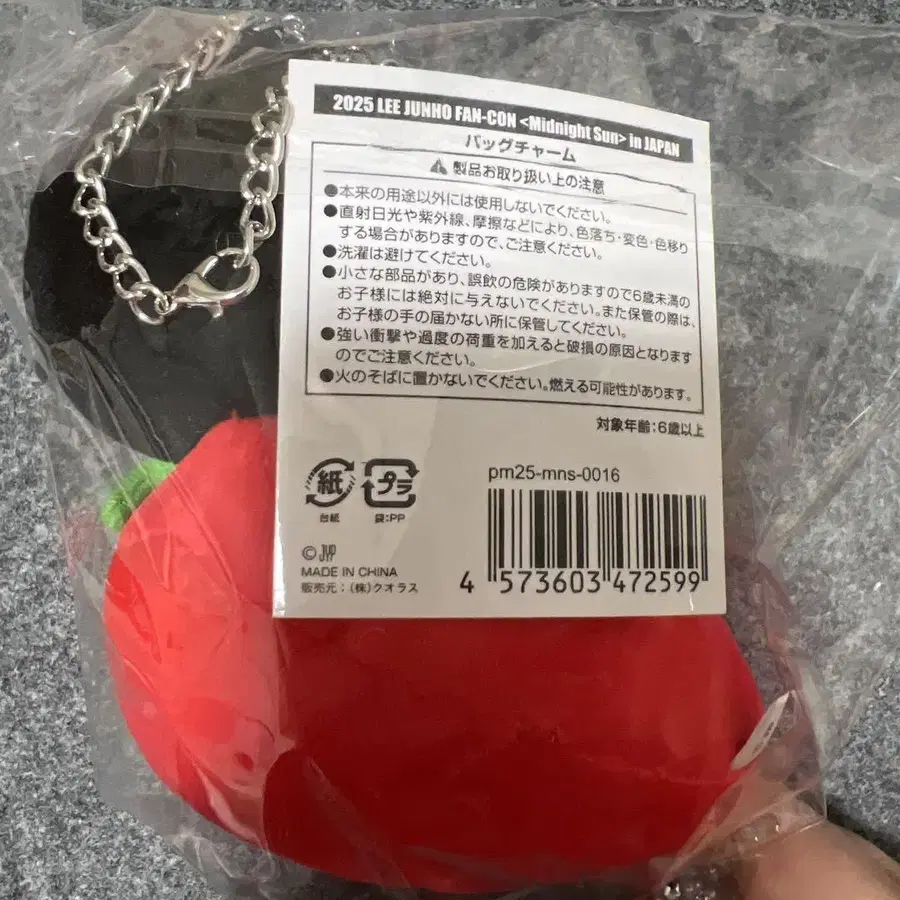 2025 LEE JUNHO FAN-CON <Midnight Sun> in JAPAN
バッグチャーム
⚠ 製品お取り扱い上の注意
●本来の用途以外には使用しないでください。
●直射日光や紫外線、摩擦などにより、色落ち・変色・色移り
する場合がありますので、ご注意ください。
●洗濯は避けてください。
●小さな部品があり、誤飲の危険がありますので6歳未満の
お子様には絶対に与えないでください。また保管の際は、
お子様の手の届かない所に保管してください。
●強い衝撃や過度の荷重を加えると破損の原因となります
のでご注意ください。
●火のそばに置かないでください。燃える可能性があります。
対象年齢：6歳以上
紙 プラ
台紙 袋:PP
pm25-mns-0016
©JYP
MADE IN CHINA
販売元：(株)クオラス
4 573603 472599